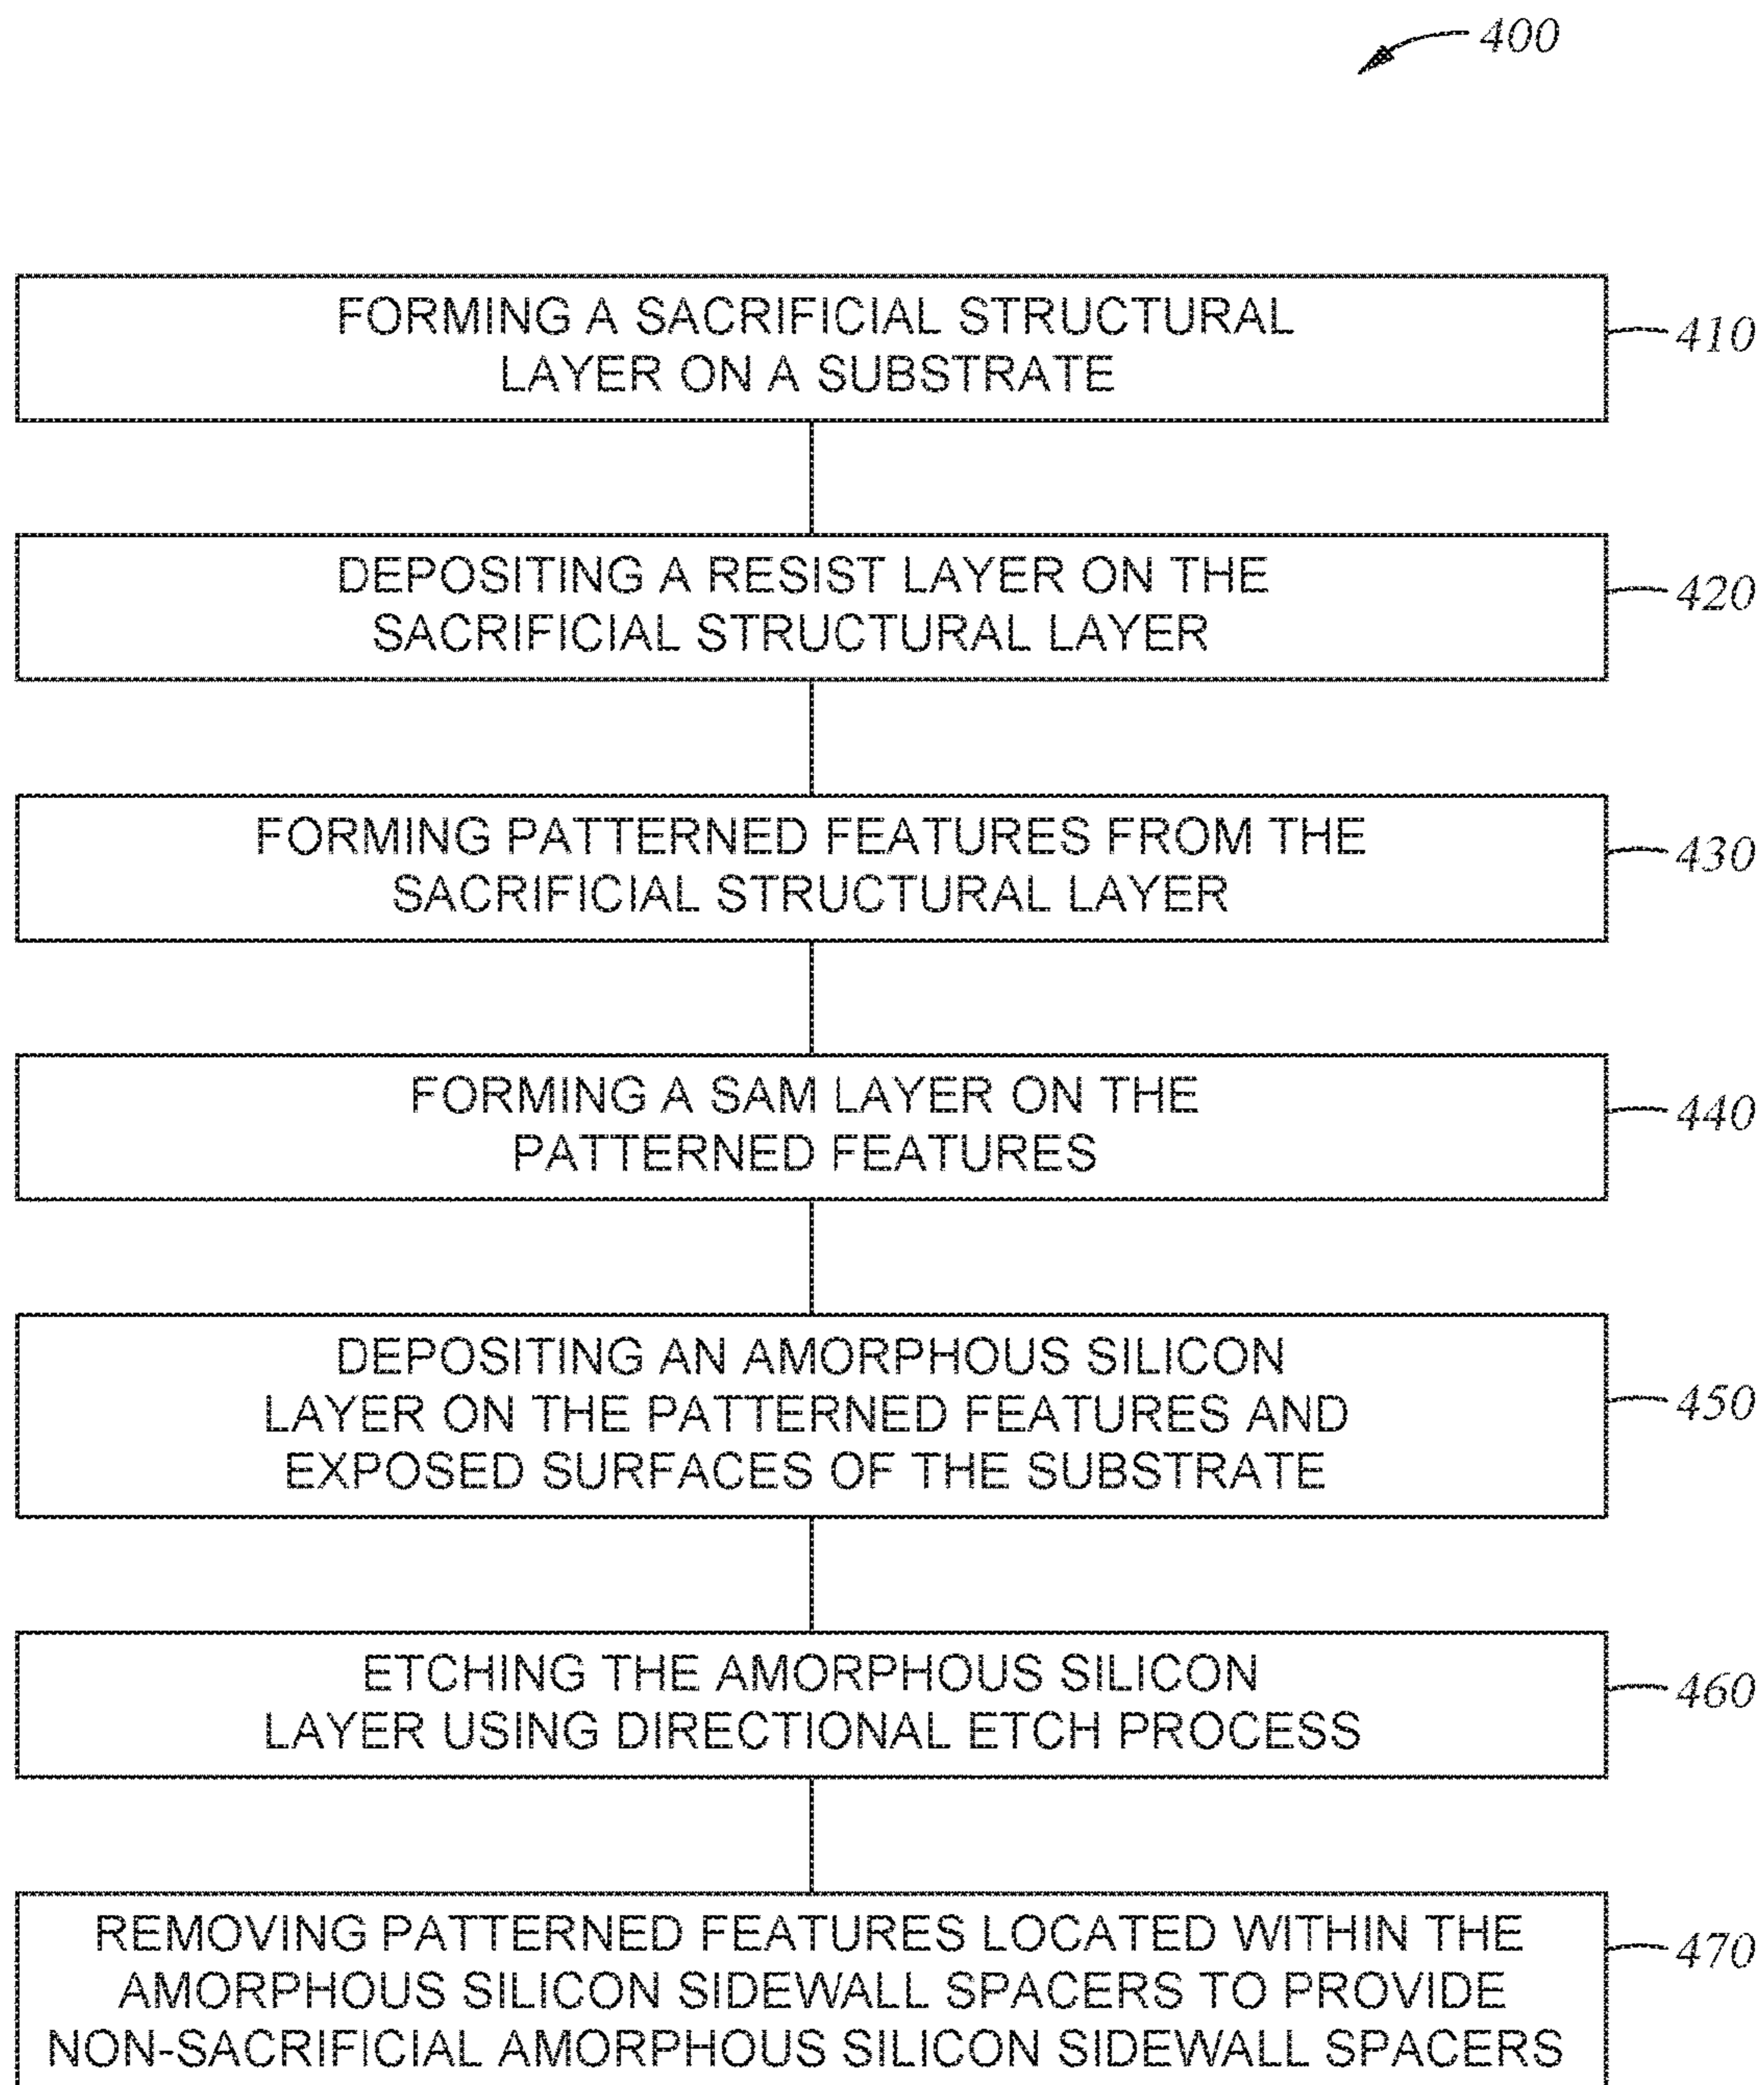 400
FORMING A SACRIFICIAL STRUCTURAL
LAYER ON A SUBSTRATE
410
DEPOSITING A RESIST LAYER ON THE
SACRIFICIAL STRUCTURAL LAYER
420
FORMING PATTERNED FEATURES FROM THE
SACRIFICIAL STRUCTURAL LAYER
430
FORMING A SAM LAYER ON THE
PATTERNED FEATURES
440
DEPOSITING AN AMORPHOUS SILICON
LAYER ON THE PATTERNED FEATURES AND
EXPOSED SURFACES OF THE SUBSTRATE
450
ETCHING THE AMORPHOUS SILICON
LAYER USING DIRECTIONAL ETCH PROCESS
460
REMOVING PATTERNED FEATURES LOCATED WITHIN THE
AMORPHOUS SILICON SIDEWALL SPACERS TO PROVIDE
NON-SACRIFICIAL AMORPHOUS SILICON SIDEWALL SPACERS
470